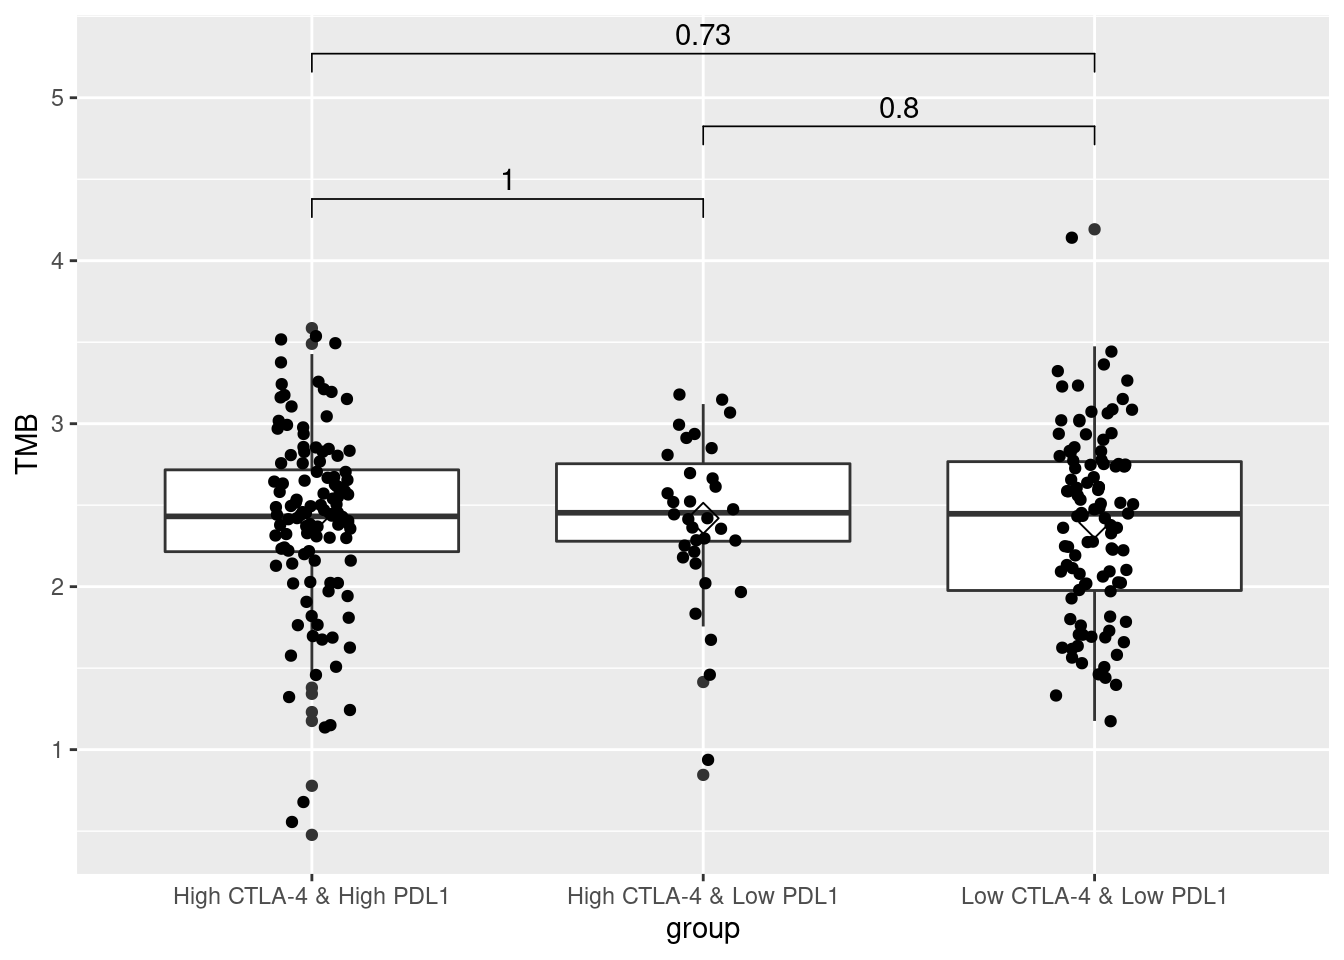 0.73
5
0.8
1
4
3
TMB
2
1
High CTLA-4 & High PDL1
High CTLA-4 & Low PDL1
Low CTLA-4 & Low PDL1
group